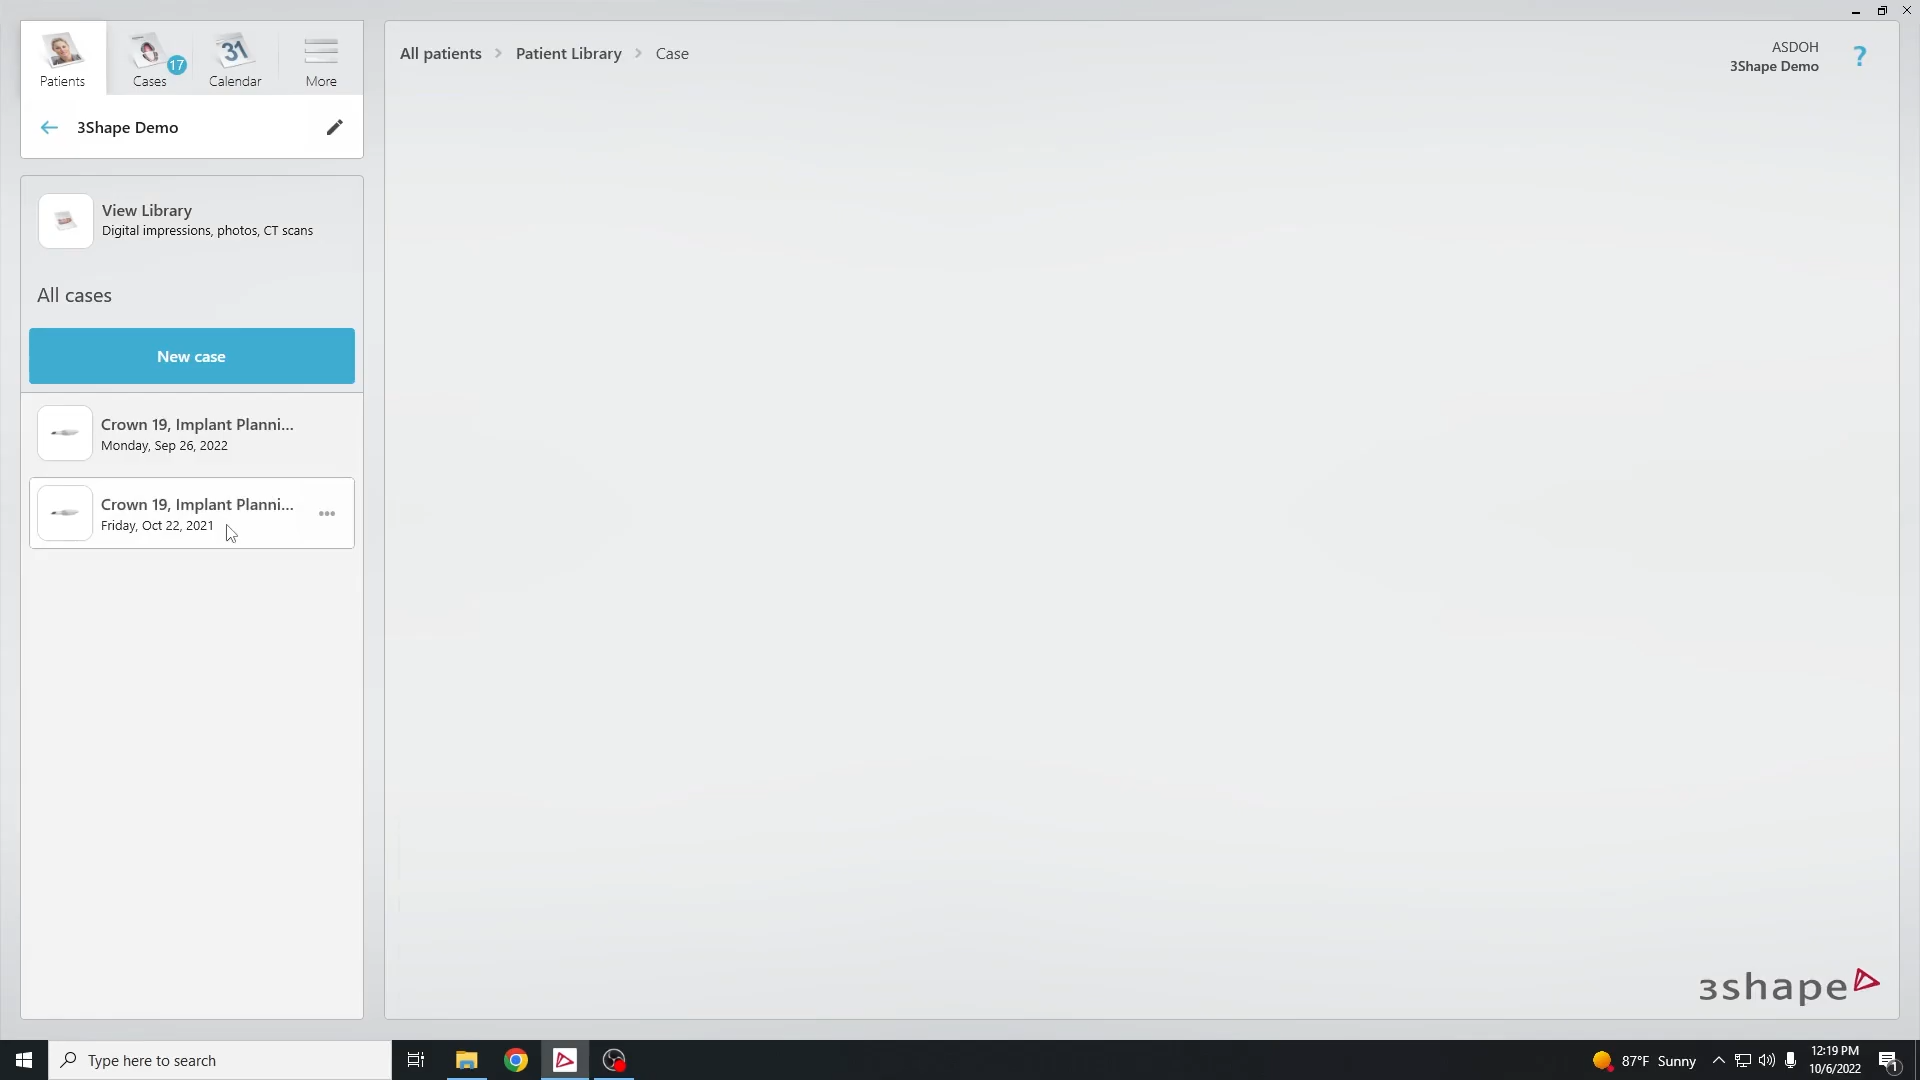 Patients
Cases
17
31
Calendar
More
3Shape Demo
View Library
Digital impressions, photos, CT scans
All cases
New case
Crown 19, Implant Planni...
Monday, Sep 26, 2022
Crown 19, Implant Planni...
Friday, Oct 22, 2021
All patients > Patient Library > Case
ASDOH
3Shape Demo
?
3shape
Type here to search
87°F Sunny
12:19 PM
10/6/2022
1